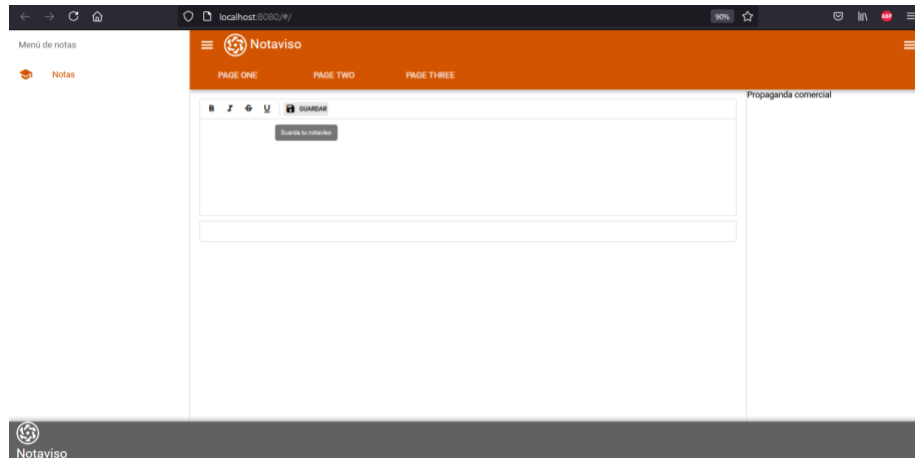 localhost:8080/#/
90%
ABP
Menú de notas
Notas
Notaviso
PAGE ONE PAGE TWO PAGE THREE
B I S U GUARDAR
Guarda tu notaviso
Propaganda comercial
Notaviso